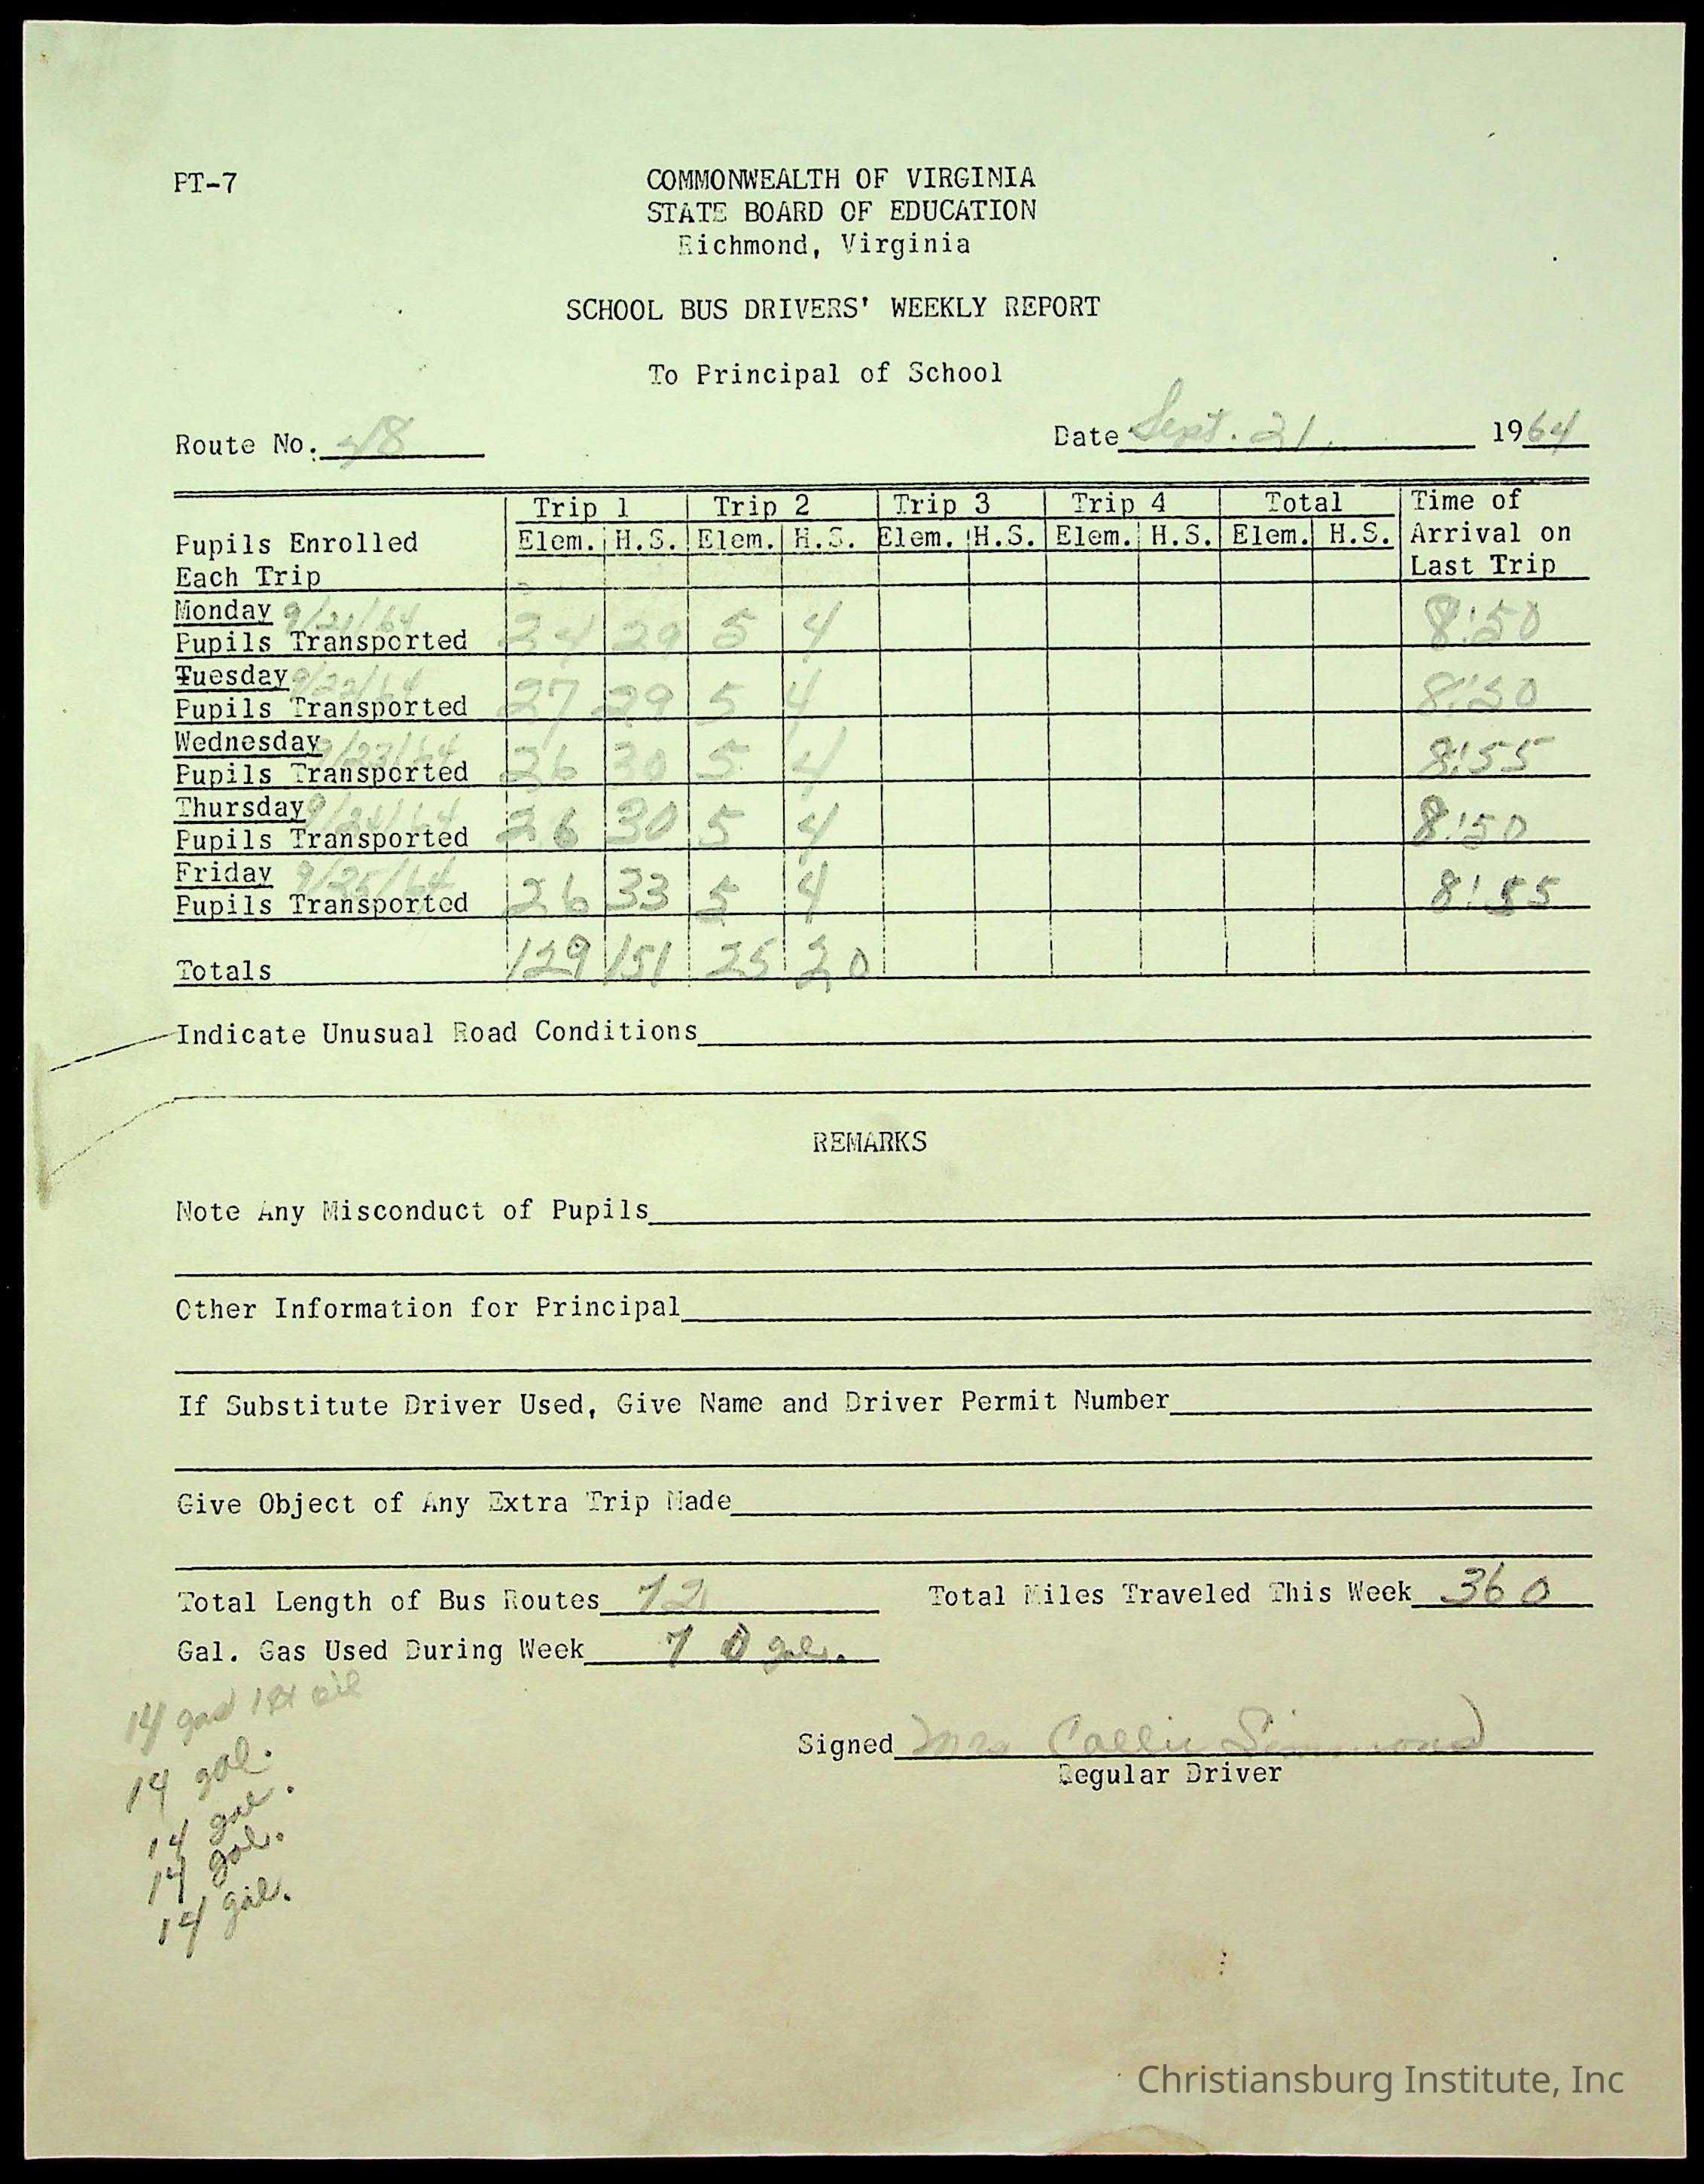 PT-7
COMMONWEALTH OF VIRGINIA
STATE BOARD OF EDUCATION
Richmond, Virginia
SCHOOL BUS DRIVERS' WEEKLY REPORT
To Principal of School
Route No. 48 Date Sept. 21, 1964
Trip 1 Trip 2 Trip 3 Trip 4 Total Time of
Pupils Enrolled Elem. H.S. Elem. H.S. Elem. H.S. Elem. H.S. Elem. H.S. Arrival on
Each Trip Last Trip
Monday 9/21/64
Pupils Transported 24 29 5 4 8:50
Tuesday 9/22/64
Pupils Transported 27 29 5 4 8:50
Wednesday 9/23/64
Pupils Transported 26 30 5 4 8:55
Thursday 9/24/64
Pupils Transported 26 30 5 4 8:50
Friday 9/25/64
Pupils Transported 26 33 5 4 8:55
Totals 129 151 25 20
Indicate Unusual Road Conditions
REMARKS
Note Any Misconduct of Pupils
Other Information for Principal
If Substitute Driver Used, Give Name and Driver Permit Number
Give Object of Any Extra Trip Made
Total Length of Bus Routes 72 Total Miles Traveled This Week 360
Gal. Gas Used During Week 70 gal.
14 gas 1 qt oil
14 gal.
14 gal.
14 gal.
14 gal.
Signed Mrs Callie Simmons
Regular Driver
Christiansburg Institute, Inc